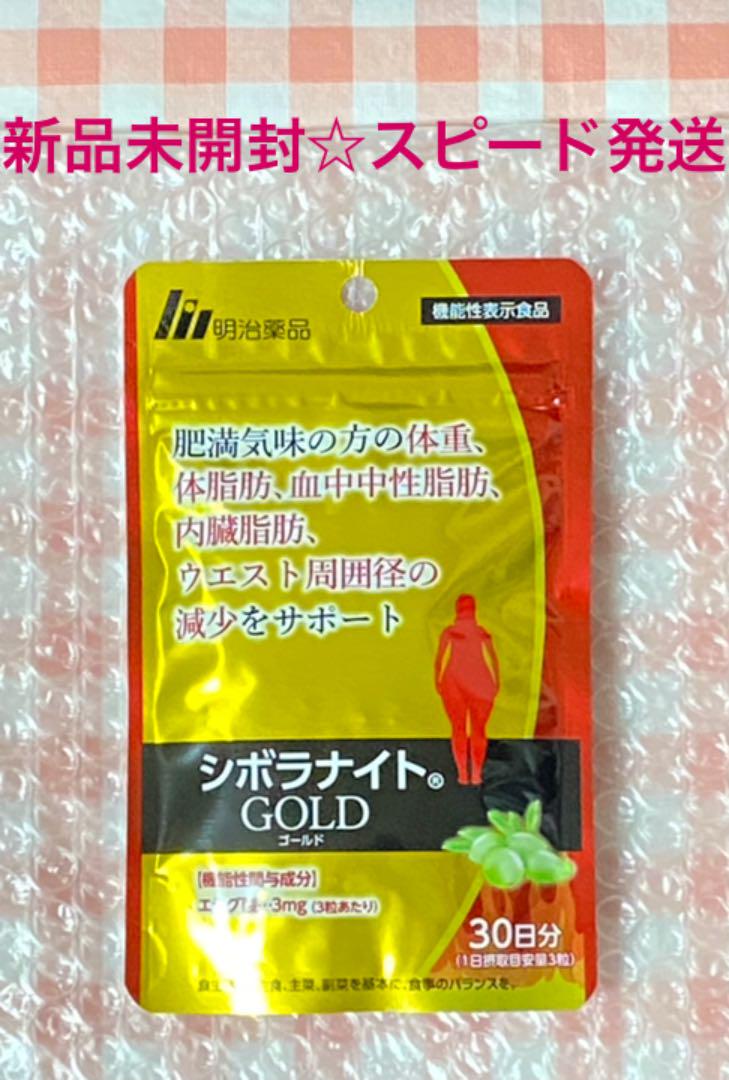 新品未開封☆スピード発送
明治薬品
機能性表示食品
肥満気味の方の体重、
体脂肪、血中中性脂肪、
内臓脂肪、
ウエスト周囲径の
減少をサポート
シボラナイト®
GOLD
ゴールド
【機能性関与成分】
3mg (3粒あたり)
30日分
(1日摂取目安量3粒)
主菜、副菜を基本に、食事のバランスを。